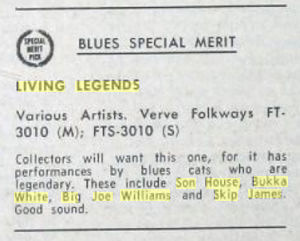 SPECIAL
MERIT
PICK
BLUES SPECIAL MERIT
LIVING LEGENDS
Various Artists. Verve Folkways FT-
3010 (M); FTS-3010 (S)
Collectors will want this one, for it has
performances by blues cats who are
legendary. These include Son House, Bukka
White, Big Joe Williams and Skip James.
Good sound.